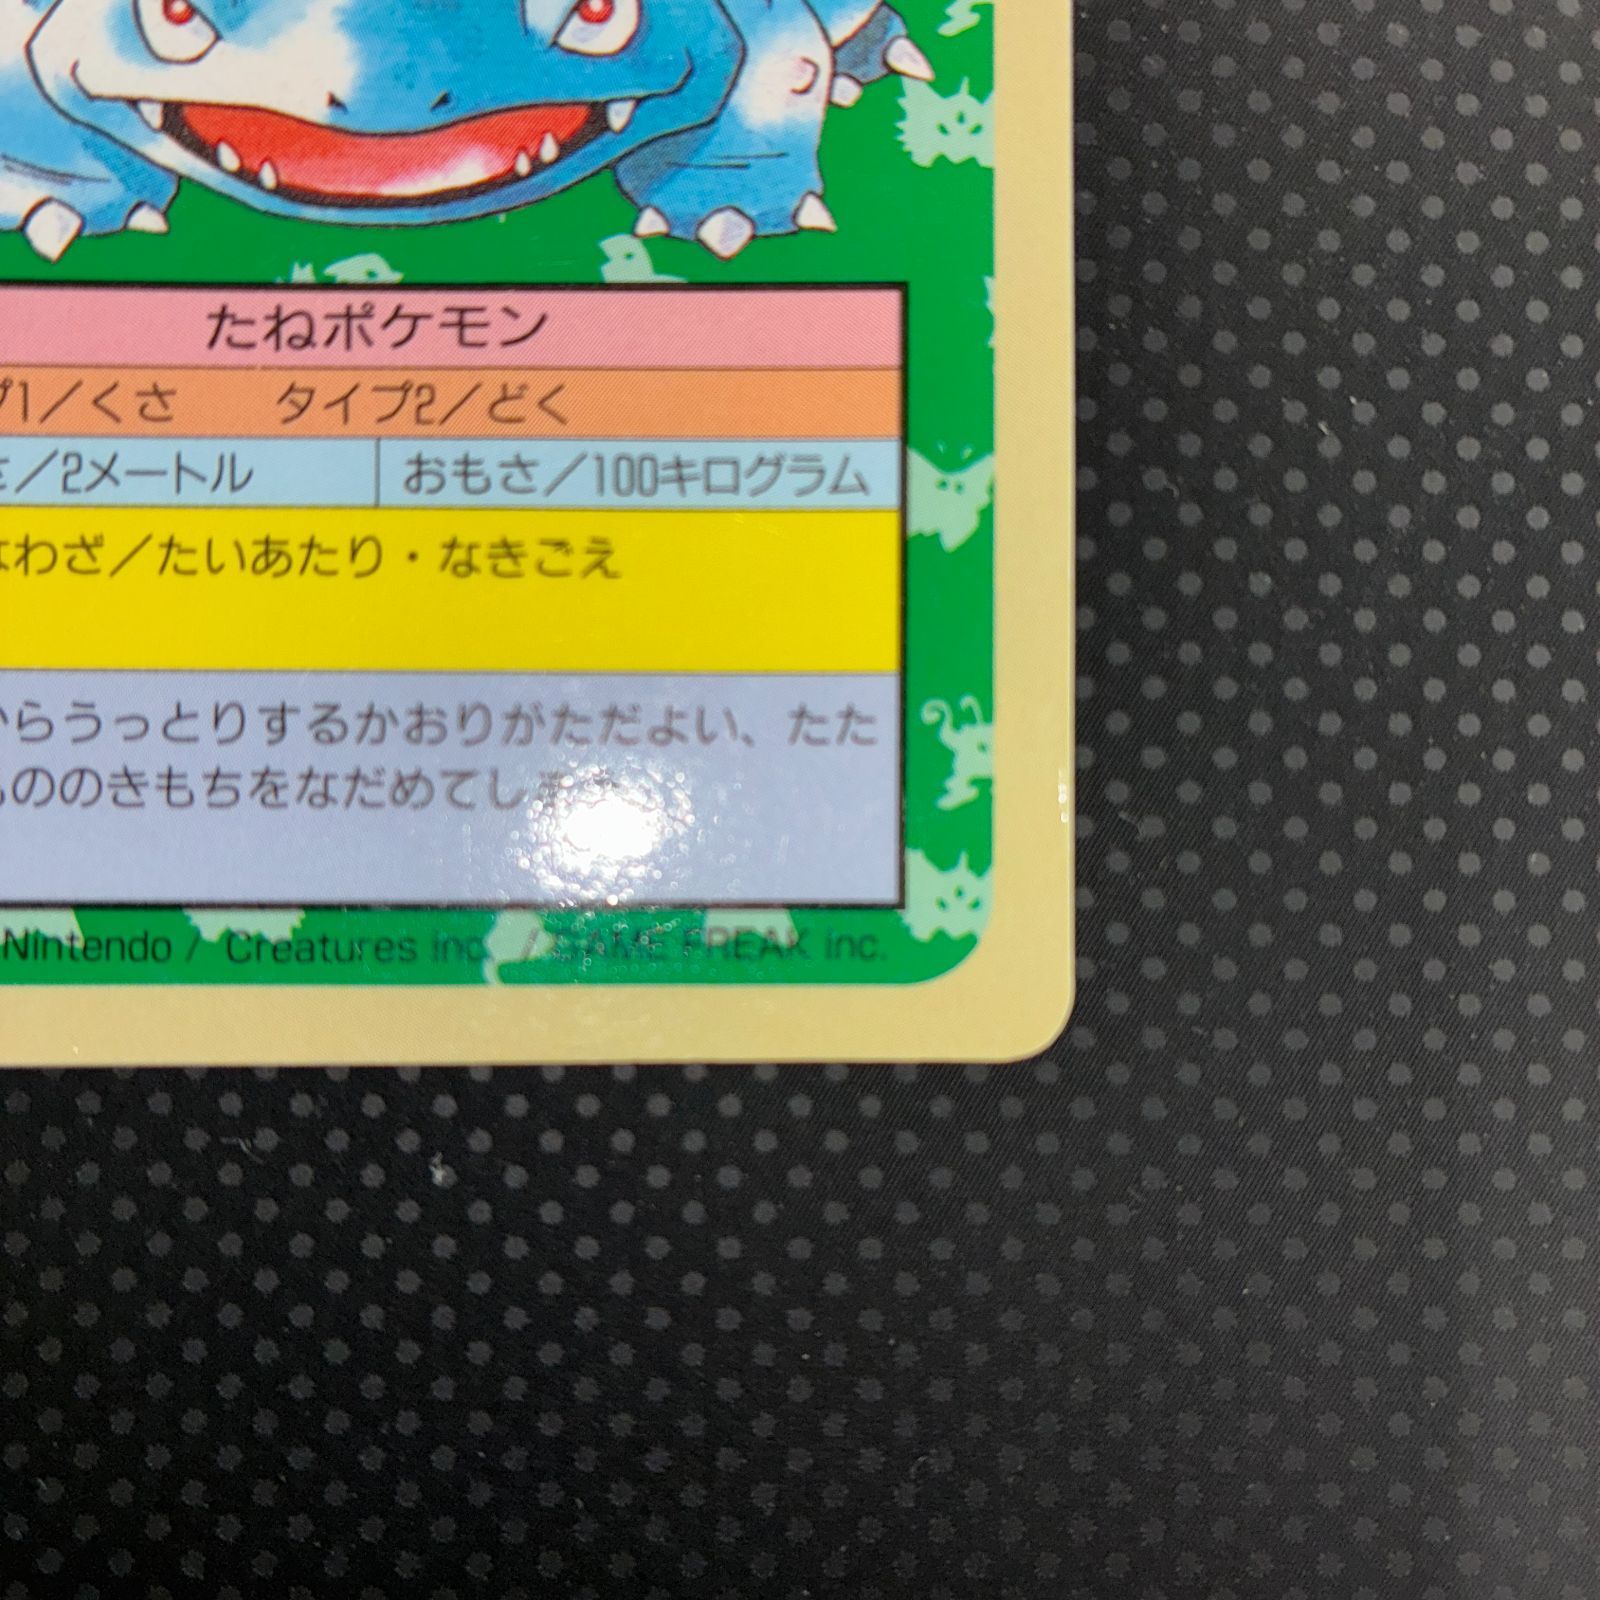 たねポケモン
プ1／くさ　タイプ2／どく
さ／2メートル　おもさ／100キログラム
なわざ／たいあたり・なきごえ
からうっとりするかおりがただよい、たた
もののきもちをなだめてしま
Nintendo / Creatures inc. / GAME FREAK inc.